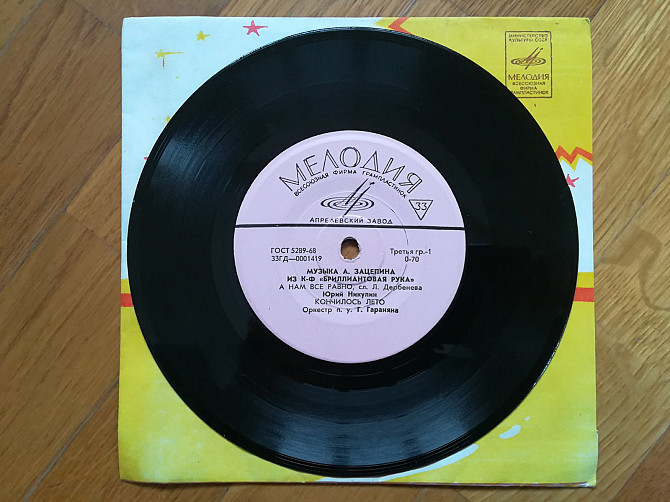 МИНИСТЕРСТВО
КУЛЬТУРЫ СССР
МЕЛОДИЯ
ВСЕСОЮЗНАЯ
ФИРМА
ГРАМПЛАСТИНОК
МЕЛОДИЯ
ВСЕСОЮЗНАЯ ФИРМА ГРАМПЛАСТИНОК
33
АПРЕЛЕВСКИЙ ЗАВОД
ГОСТ 5289-68 Третья гр.-1
33ГД—0001419 0-70
МУЗЫКА А. ЗАЦЕПИНА
ИЗ К-Ф «БРИЛЛИАНТОВАЯ РУКА»
А НАМ ВСЕ РАВНО, сл. Л. Дербенева
Юрий Никулин
КОНЧИЛОСЬ ЛЕТО
Оркестр п. у. Г. Гараняна